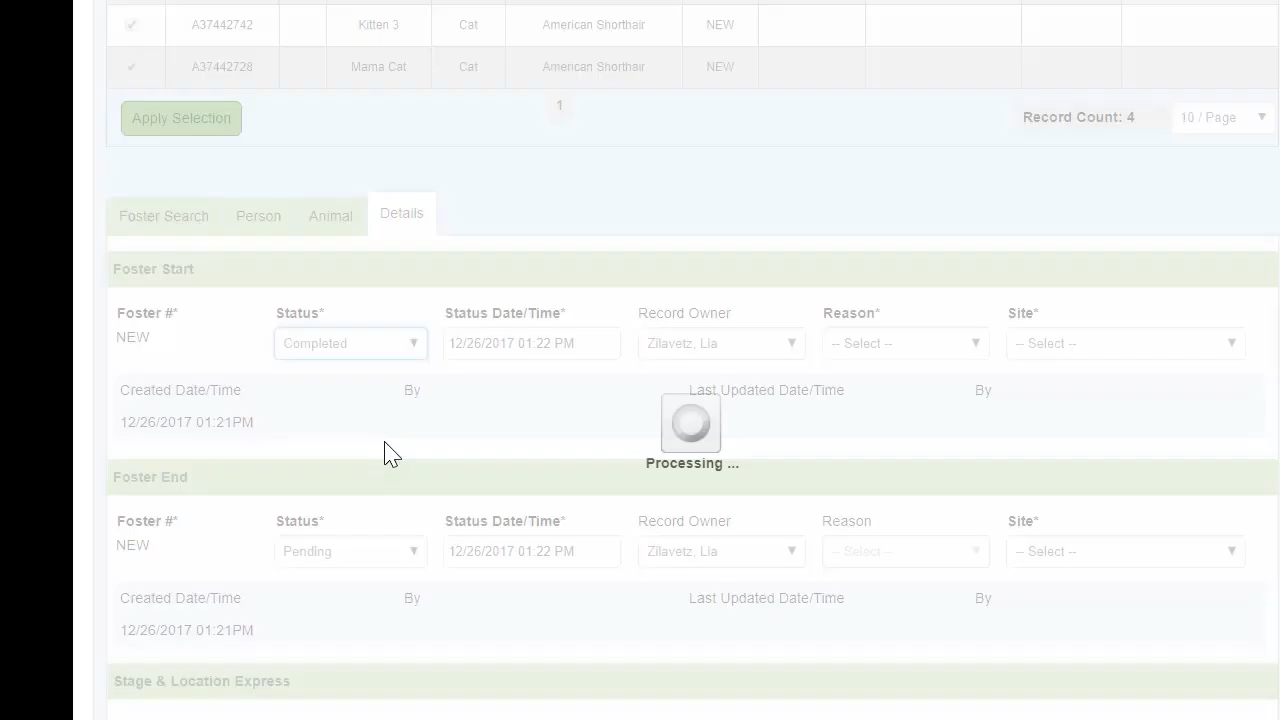 A37442742 Kitten 3 Cat American Shorthair NEW
A37442728 Mama Cat Cat American Shorthair NEW
Apply Selection 1 Record Count: 4 10 / Page
Foster Search Person Animal Details
Foster Start
Foster #* Status* Status Date/Time* Record Owner Reason* Site*
NEW Completed 12/26/2017 01:22 PM Zilavetz, Lia -- Select -- -- Select --
Created Date/Time By Last Updated Date/Time By
12/26/2017 01:21PM
Processing ...
Foster End
Foster #* Status* Status Date/Time* Record Owner Reason Site*
NEW Pending 12/26/2017 01:22 PM Zilavetz, Lia -- Select -- -- Select --
Created Date/Time By Last Updated Date/Time By
12/26/2017 01:21PM
Stage & Location Express